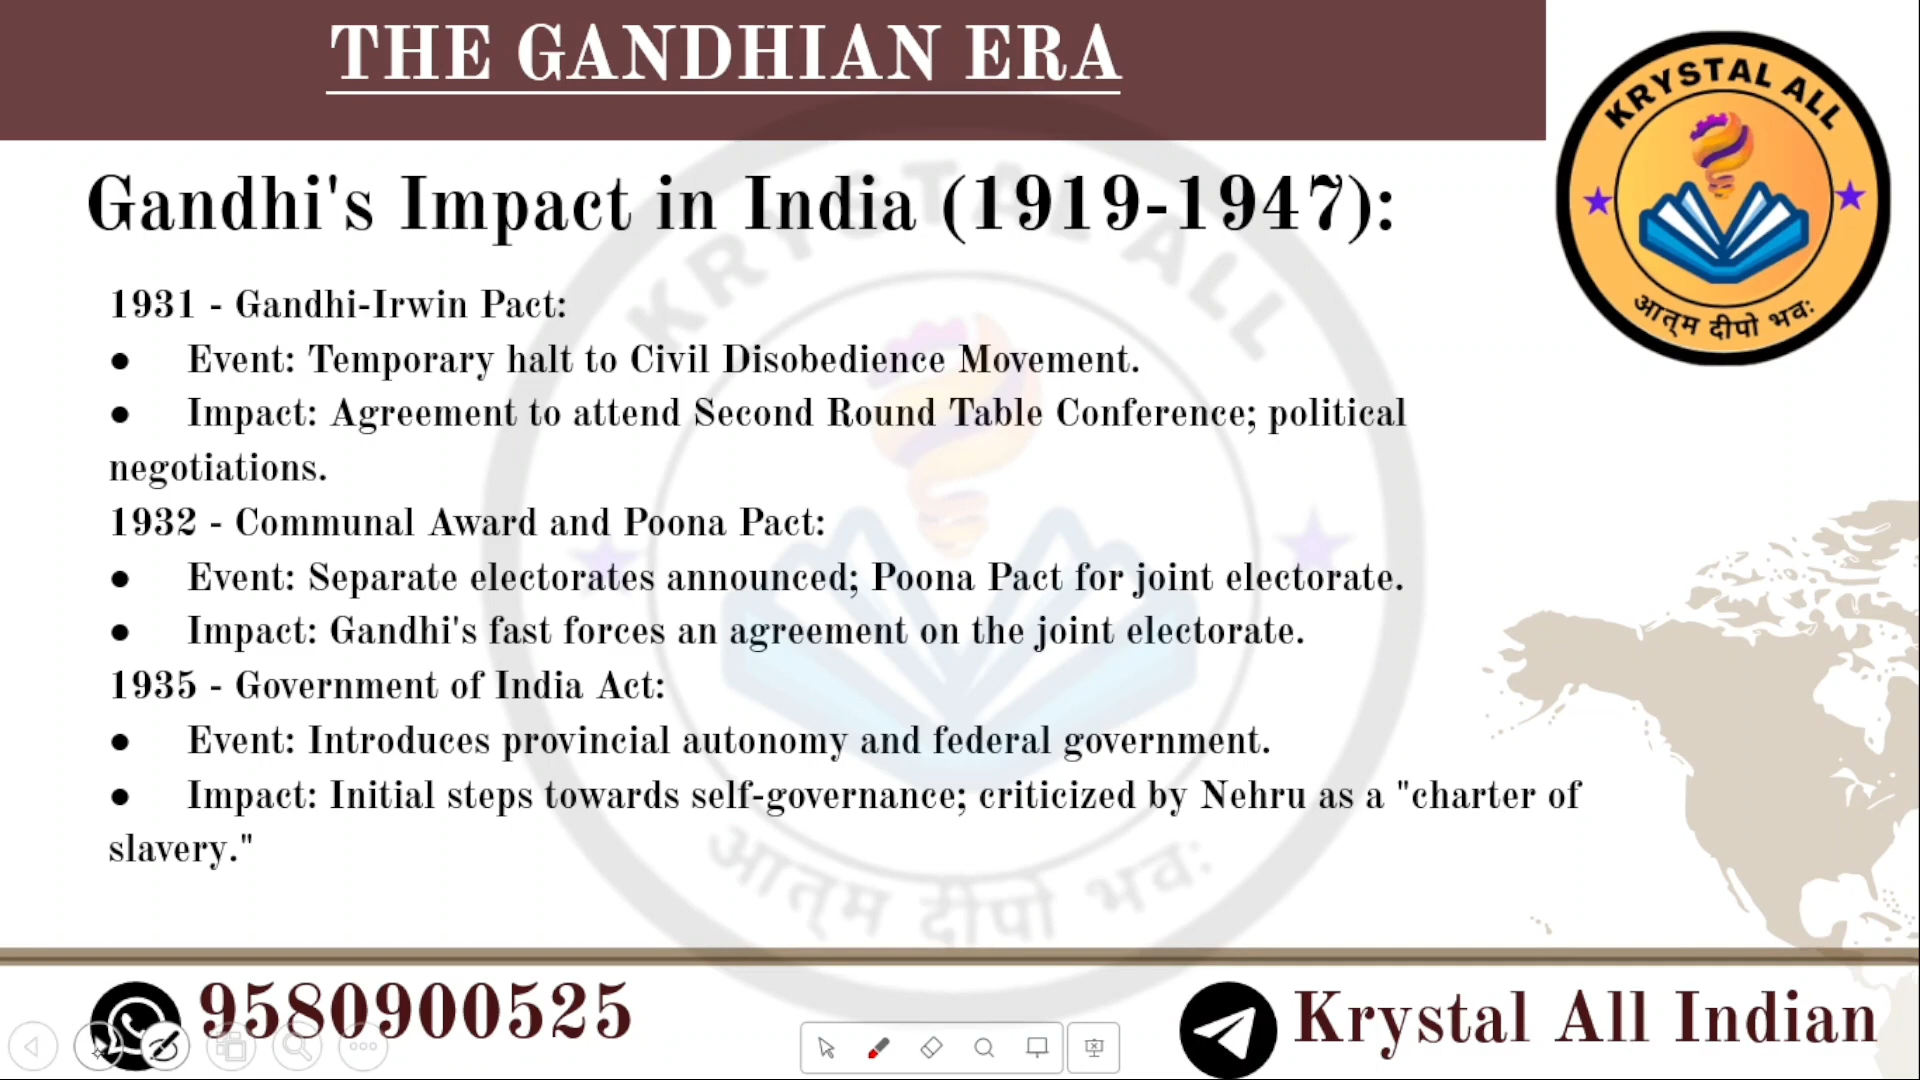 THE GANDHIAN ERA
KRYSTAL ALL
आत्म दीपो भवः
Gandhi's Impact in India (1919-1947):
1931 - Gandhi-Irwin Pact:
● Event: Temporary halt to Civil Disobedience Movement.
● Impact: Agreement to attend Second Round Table Conference; political
negotiations.
1932 - Communal Award and Poona Pact:
● Event: Separate electorates announced; Poona Pact for joint electorate.
● Impact: Gandhi's fast forces an agreement on the joint electorate.
1935 - Government of India Act:
● Event: Introduces provincial autonomy and federal government.
● Impact: Initial steps towards self-governance; criticized by Nehru as a "charter of
slavery."
KRYSTAL ALL
आत्म दीपो भवः
9580900525
Krystal All Indian